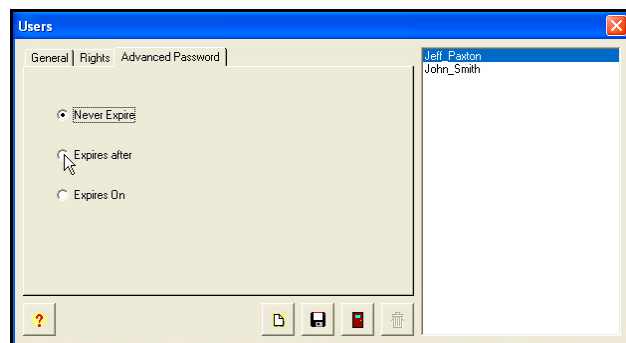 Users
General Rights Advanced Password
Jeff_Paxton
John_Smith
Never Expire
Expires after
Expires On
?